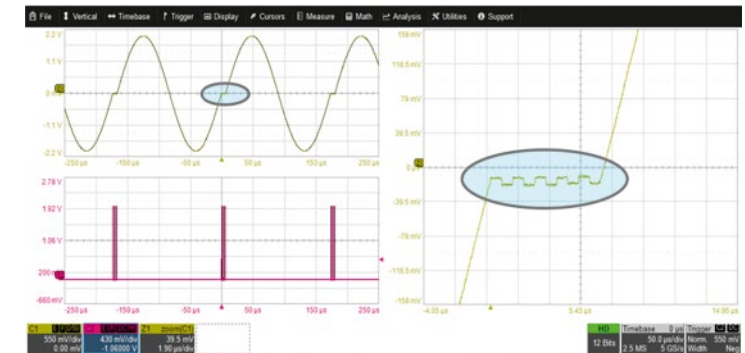 File Vertical Timebase Trigger Display Cursors Measure Math Analysis Utilities Support
2.2 V
1.1 V
0 mV
-1.1 V
-2.2 V
-250 µs -150 µs -50 µs 50 µs 150 µs 250 µs
2.78 V
1.92 V
1.06 V
200 m
-660 mV
-250 µs -150 µs -50 µs 50 µs 150 µs 250 µs
158 mV
118.5 mV
79 mV
39.5 mV
0 µV
-39.5 mV
-79 mV
-118.5 mV
-158 mV
-4.05 µs 5.45 µs 14.95 µs
C1
550 mV/div
0.00 mV
C2
430 mV/div
-1.06000 V
Z1 zoom(C1)
39.5 mV
1.90 µs/div
HD
12 Bits
Timebase 0 µs
50.0 µs/div
2.5 MS 5 GS/s
Trigger C2 DC
Norm. 550 mV
Width Neg